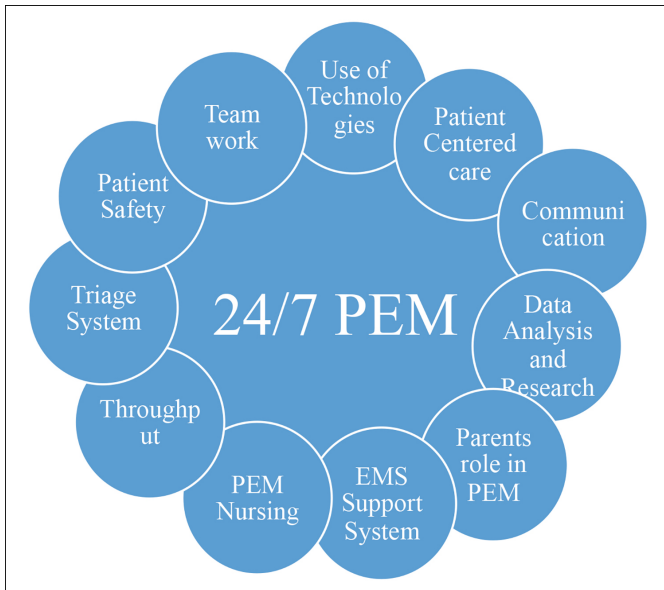 Use of
Technolo
gies
Patient
Centered
care
Communi
cation
Data
Analysis
and
Research
Parents
role in
PEM
EMS
Support
System
PEM
Nursing
Throughp
ut
Triage
System
Patient
Safety
Team
work
24/7 PEM